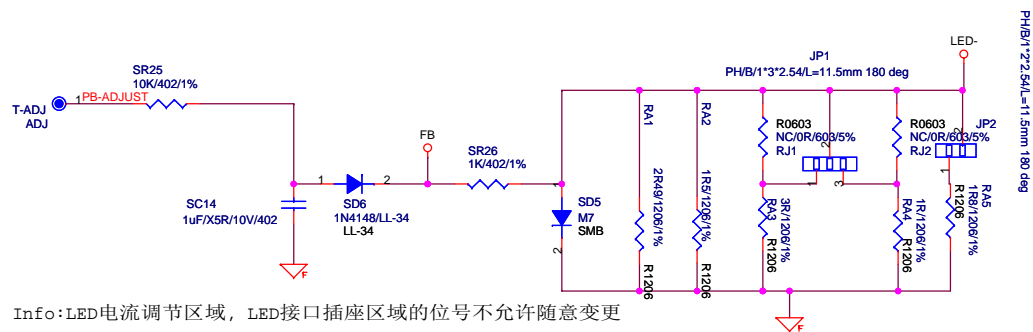 LED-
PH/B/1*2*2.54/L=11.5mm 180 deg
JP1
PH/B/1*3*2.54/L=11.5mm 180 deg
SR25
10K/402/1%
T-ADJ
ADJ
1
PB-ADJUST
RA1
2R49/1206/1%
R1206
RA2
1R5/1206/1%
R1206
R0603
NC/0R/603/5%
RJ1
2
1
3
R0603
NC/0R/603/5%
RJ2
JP2
2
1
FB
SR26
1K/402/1%
1
2
SD6
1N4148/LL-34
LL-34
SC14
1uF/X5R/10V/402
F
1
SD5
M7
SMB
2
RA3
3R/1206/1%
R1206
RA4
1R/1206/1%
R1206
RA5
1R8/1206/1%
R1206
F
Info:LED电流调节区域，LED接口插座区域的位号不允许随意变更